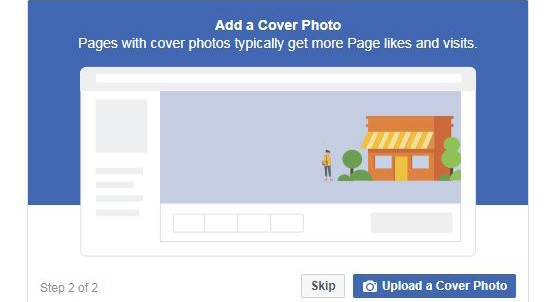 Add a Cover Photo
Pages with cover photos typically get more Page likes and visits.
Step 2 of 2
Skip
Upload a Cover Photo